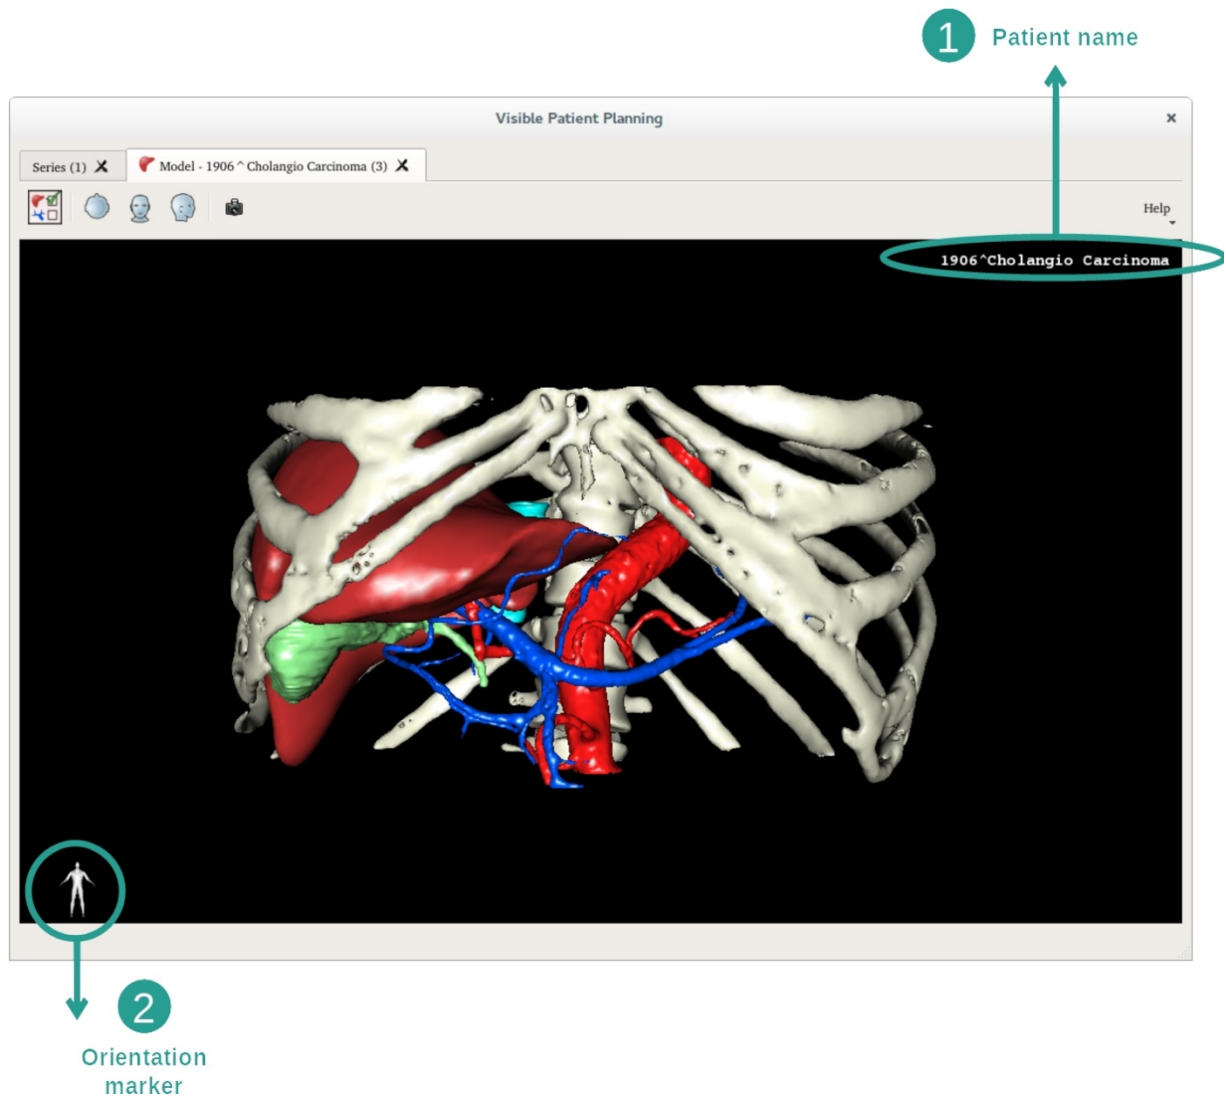 1 Patient name
Visible Patient Planning
Series (1) Model - 1906 ^ Cholangio Carcinoma (3)
Help
1906^Cholangio Carcinoma
2
Orientation
marker